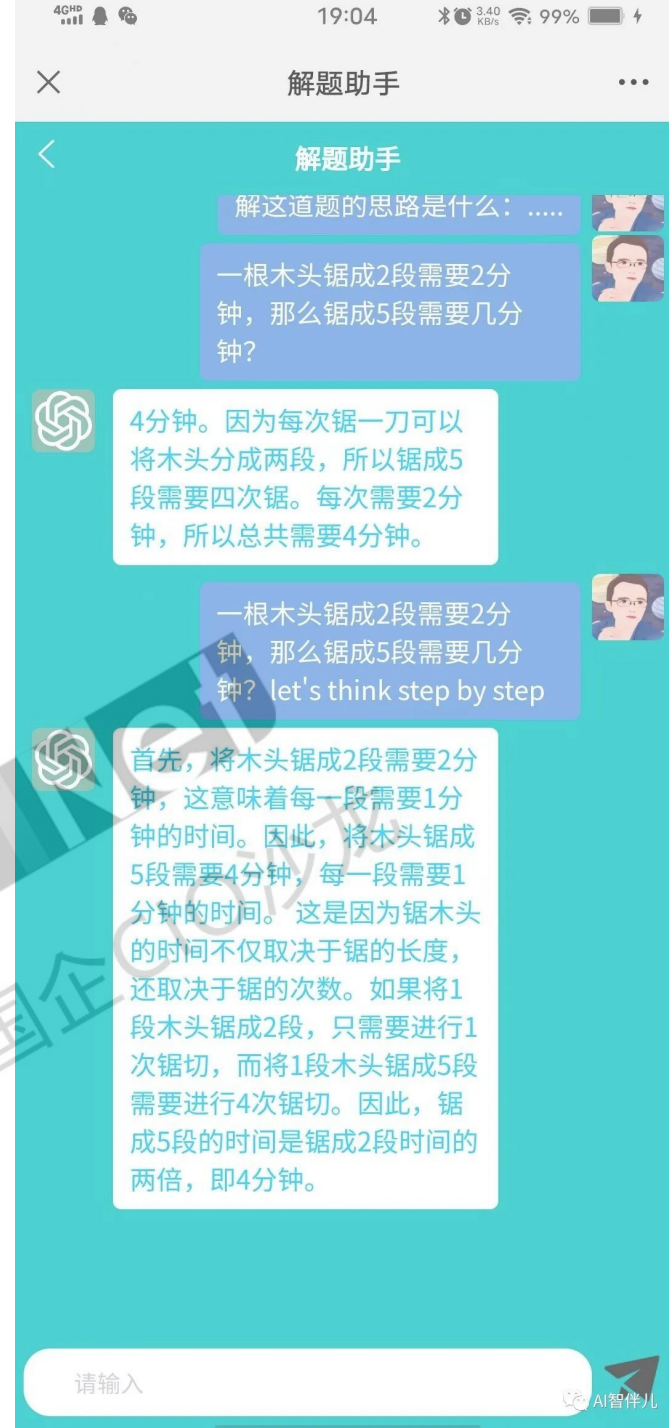 4GHD
19:04
3.40
KB/s
99%
解题助手
解题助手
解这道题的思路是什么：.....
一根木头锯成2段需要2分
钟，那么锯成5段需要几分
钟？
4分钟。因为每次锯一刀可以
将木头分成两段，所以锯成5
段需要四次锯。每次需要2分
钟，所以总共需要4分钟。
一根木头锯成2段需要2分
钟，那么锯成5段需要几分
钟？let's think step by step
首先，将木头锯成2段需要2分
钟，这意味着每一段需要1分
钟的时间。因此，将木头锯成
5段需要4分钟，每一段需要1
分钟的时间。 这是因为锯木头
的时间不仅取决于锯的长度，
还取决于锯的次数。如果将1
段木头锯成2段，只需要进行1
次锯切，而将1段木头锯成5段
需要进行4次锯切。因此，锯
成5段的时间是锯成2段时间的
两倍，即4分钟。
国企CIO沙龙
请输入
AI智伴儿